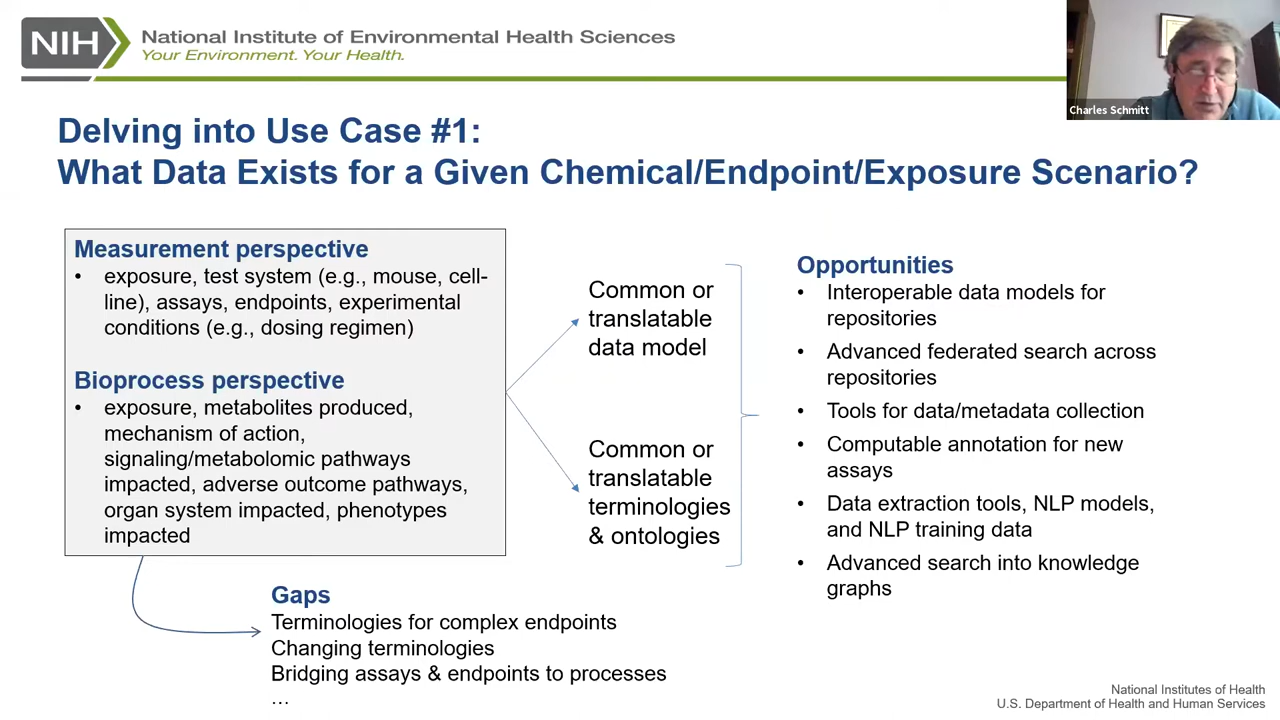 NIH
National Institute of Environmental Health Sciences
Your Environment. Your Health.
Charles Schmitt
Delving into Use Case #1:
What Data Exists for a Given Chemical/Endpoint/Exposure Scenario?
Measurement perspective
• exposure, test system (e.g., mouse, cell-
line), assays, endpoints, experimental
conditions (e.g., dosing regimen)
Bioprocess perspective
• exposure, metabolites produced,
mechanism of action,
signaling/metabolomic pathways
impacted, adverse outcome pathways,
organ system impacted, phenotypes
impacted
Common or
translatable
data model
Common or
translatable
terminologies
& ontologies
Opportunities
• Interoperable data models for
repositories
• Advanced federated search across
repositories
• Tools for data/metadata collection
• Computable annotation for new
assays
• Data extraction tools, NLP models,
and NLP training data
• Advanced search into knowledge
graphs
Gaps
Terminologies for complex endpoints
Changing terminologies
Bridging assays & endpoints to processes
...
National Institutes of Health
U.S. Department of Health and Human Services